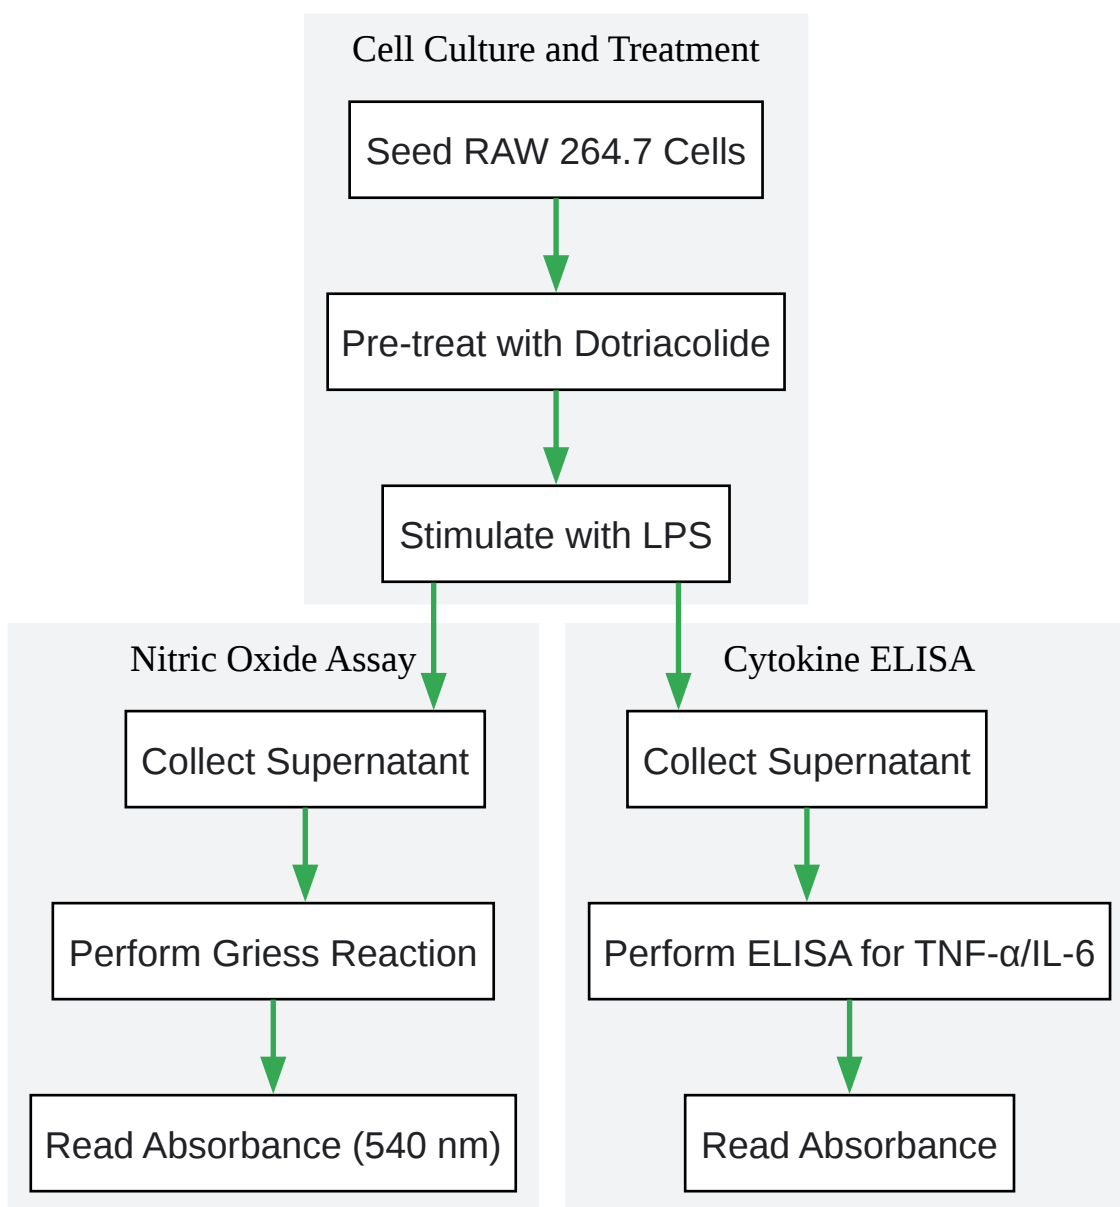 Cell Culture and Treatment
Seed RAW 264.7 Cells
Pre-treat with Dotriacolide
Stimulate with LPS
Nitric Oxide Assay
Collect Supernatant
Perform Griess Reaction
Read Absorbance (540 nm)
Cytokine ELISA
Collect Supernatant
Perform ELISA for TNF-α/IL-6
Read Absorbance